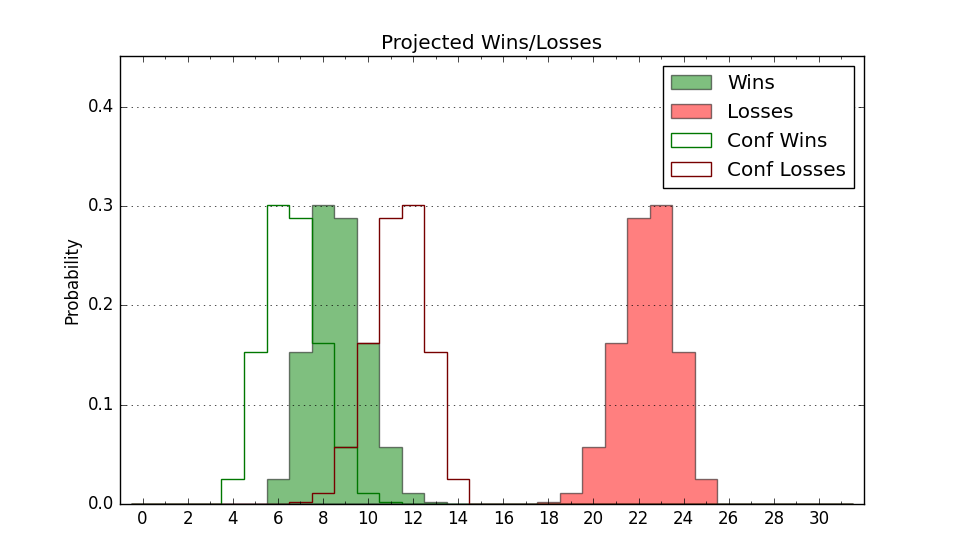 Projected Wins/Losses
Wins
Losses
Conf Wins
Conf Losses
Probability
0.4
0.3
0.2
0.1
0.0
0 2 4 6 8 10 12 14 16 18 20 22 24 26 28 30